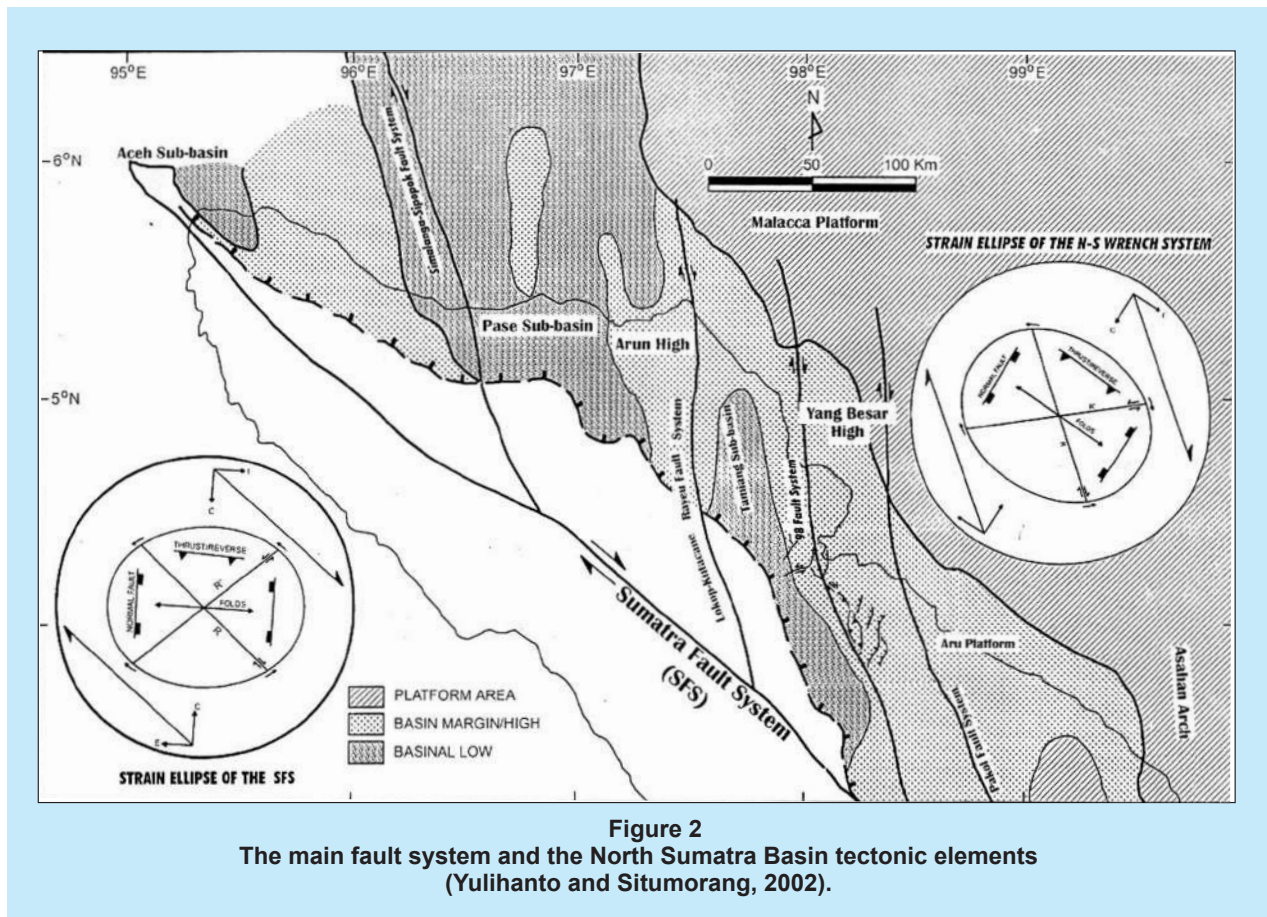 95°E 96°E 97°E 98°E 99°E
N
Aceh Sub-basin
6°N
0 50 100 Km
Simalanga-Sipopok Fault System
Malacca Platform
STRAIN ELLIPSE OF THE N-S WRENCH SYSTEM
NORMAL FAULT
THRUST/REVERSE
FOLDS
R'
R
Pase Sub-basin
Arun High
5°N
Yang Besar
High
Lokop-Kutacane Rayeu Fault System
Tamiang Sub-basin
98 Fault System
C
THRUST/REVERSE
NORMAL FAULT
FOLDS
R'
R
C
E
STRAIN ELLIPSE OF THE SFS
Sumatra Fault System
(SFS)
Aru Platform
Asahan Arch
PLATFORM AREA
BASIN MARGIN/HIGH
BASINAL LOW
Figure 2
The main fault system and the North Sumatra Basin tectonic elements
(Yulihanto and Situmorang, 2002).